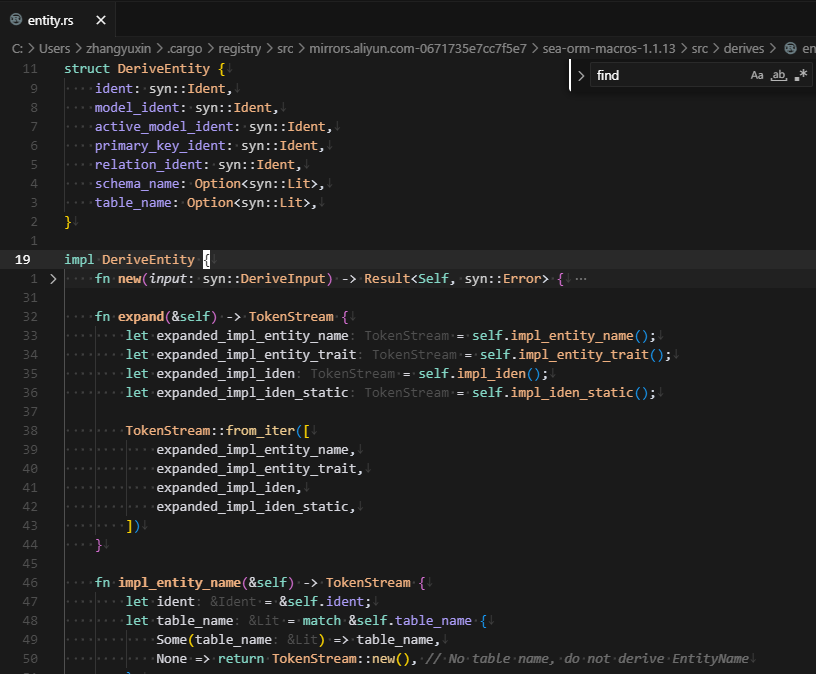 entity.rs
C: > Users > zhangyuxin > .cargo > registry > src > mirrors.aliyun.com-0671735e7cc7f5e7 > sea-orm-macros-1.1.13 > src > derives > en
find Aa ab .*
11 struct DeriveEntity {
9 ident: syn::Ident,
8 model_ident: syn::Ident,
7 active_model_ident: syn::Ident,
6 primary_key_ident: syn::Ident,
5 relation_ident: syn::Ident,
4 schema_name: Option<syn::Lit>,
3 table_name: Option<syn::Lit>,
2 }
1
19 impl DeriveEntity {
1 fn new(input: syn::DeriveInput) -> Result<Self, syn::Error> { ···
31
32 fn expand(&self) -> TokenStream {
33 let expanded_impl_entity_name: TokenStream = self.impl_entity_name();
34 let expanded_impl_entity_trait: TokenStream = self.impl_entity_trait();
35 let expanded_impl_iden: TokenStream = self.impl_iden();
36 let expanded_impl_iden_static: TokenStream = self.impl_iden_static();
37
38 TokenStream::from_iter([
39 expanded_impl_entity_name,
40 expanded_impl_entity_trait,
41 expanded_impl_iden,
42 expanded_impl_iden_static,
43 ])
44 }
45
46 fn impl_entity_name(&self) -> TokenStream {
47 let ident: &Ident = &self.ident;
48 let table_name: &Lit = match &self.table_name {
49 Some(table_name: &Lit) => table_name,
50 None => return TokenStream::new(), // No table name, do not derive EntityName